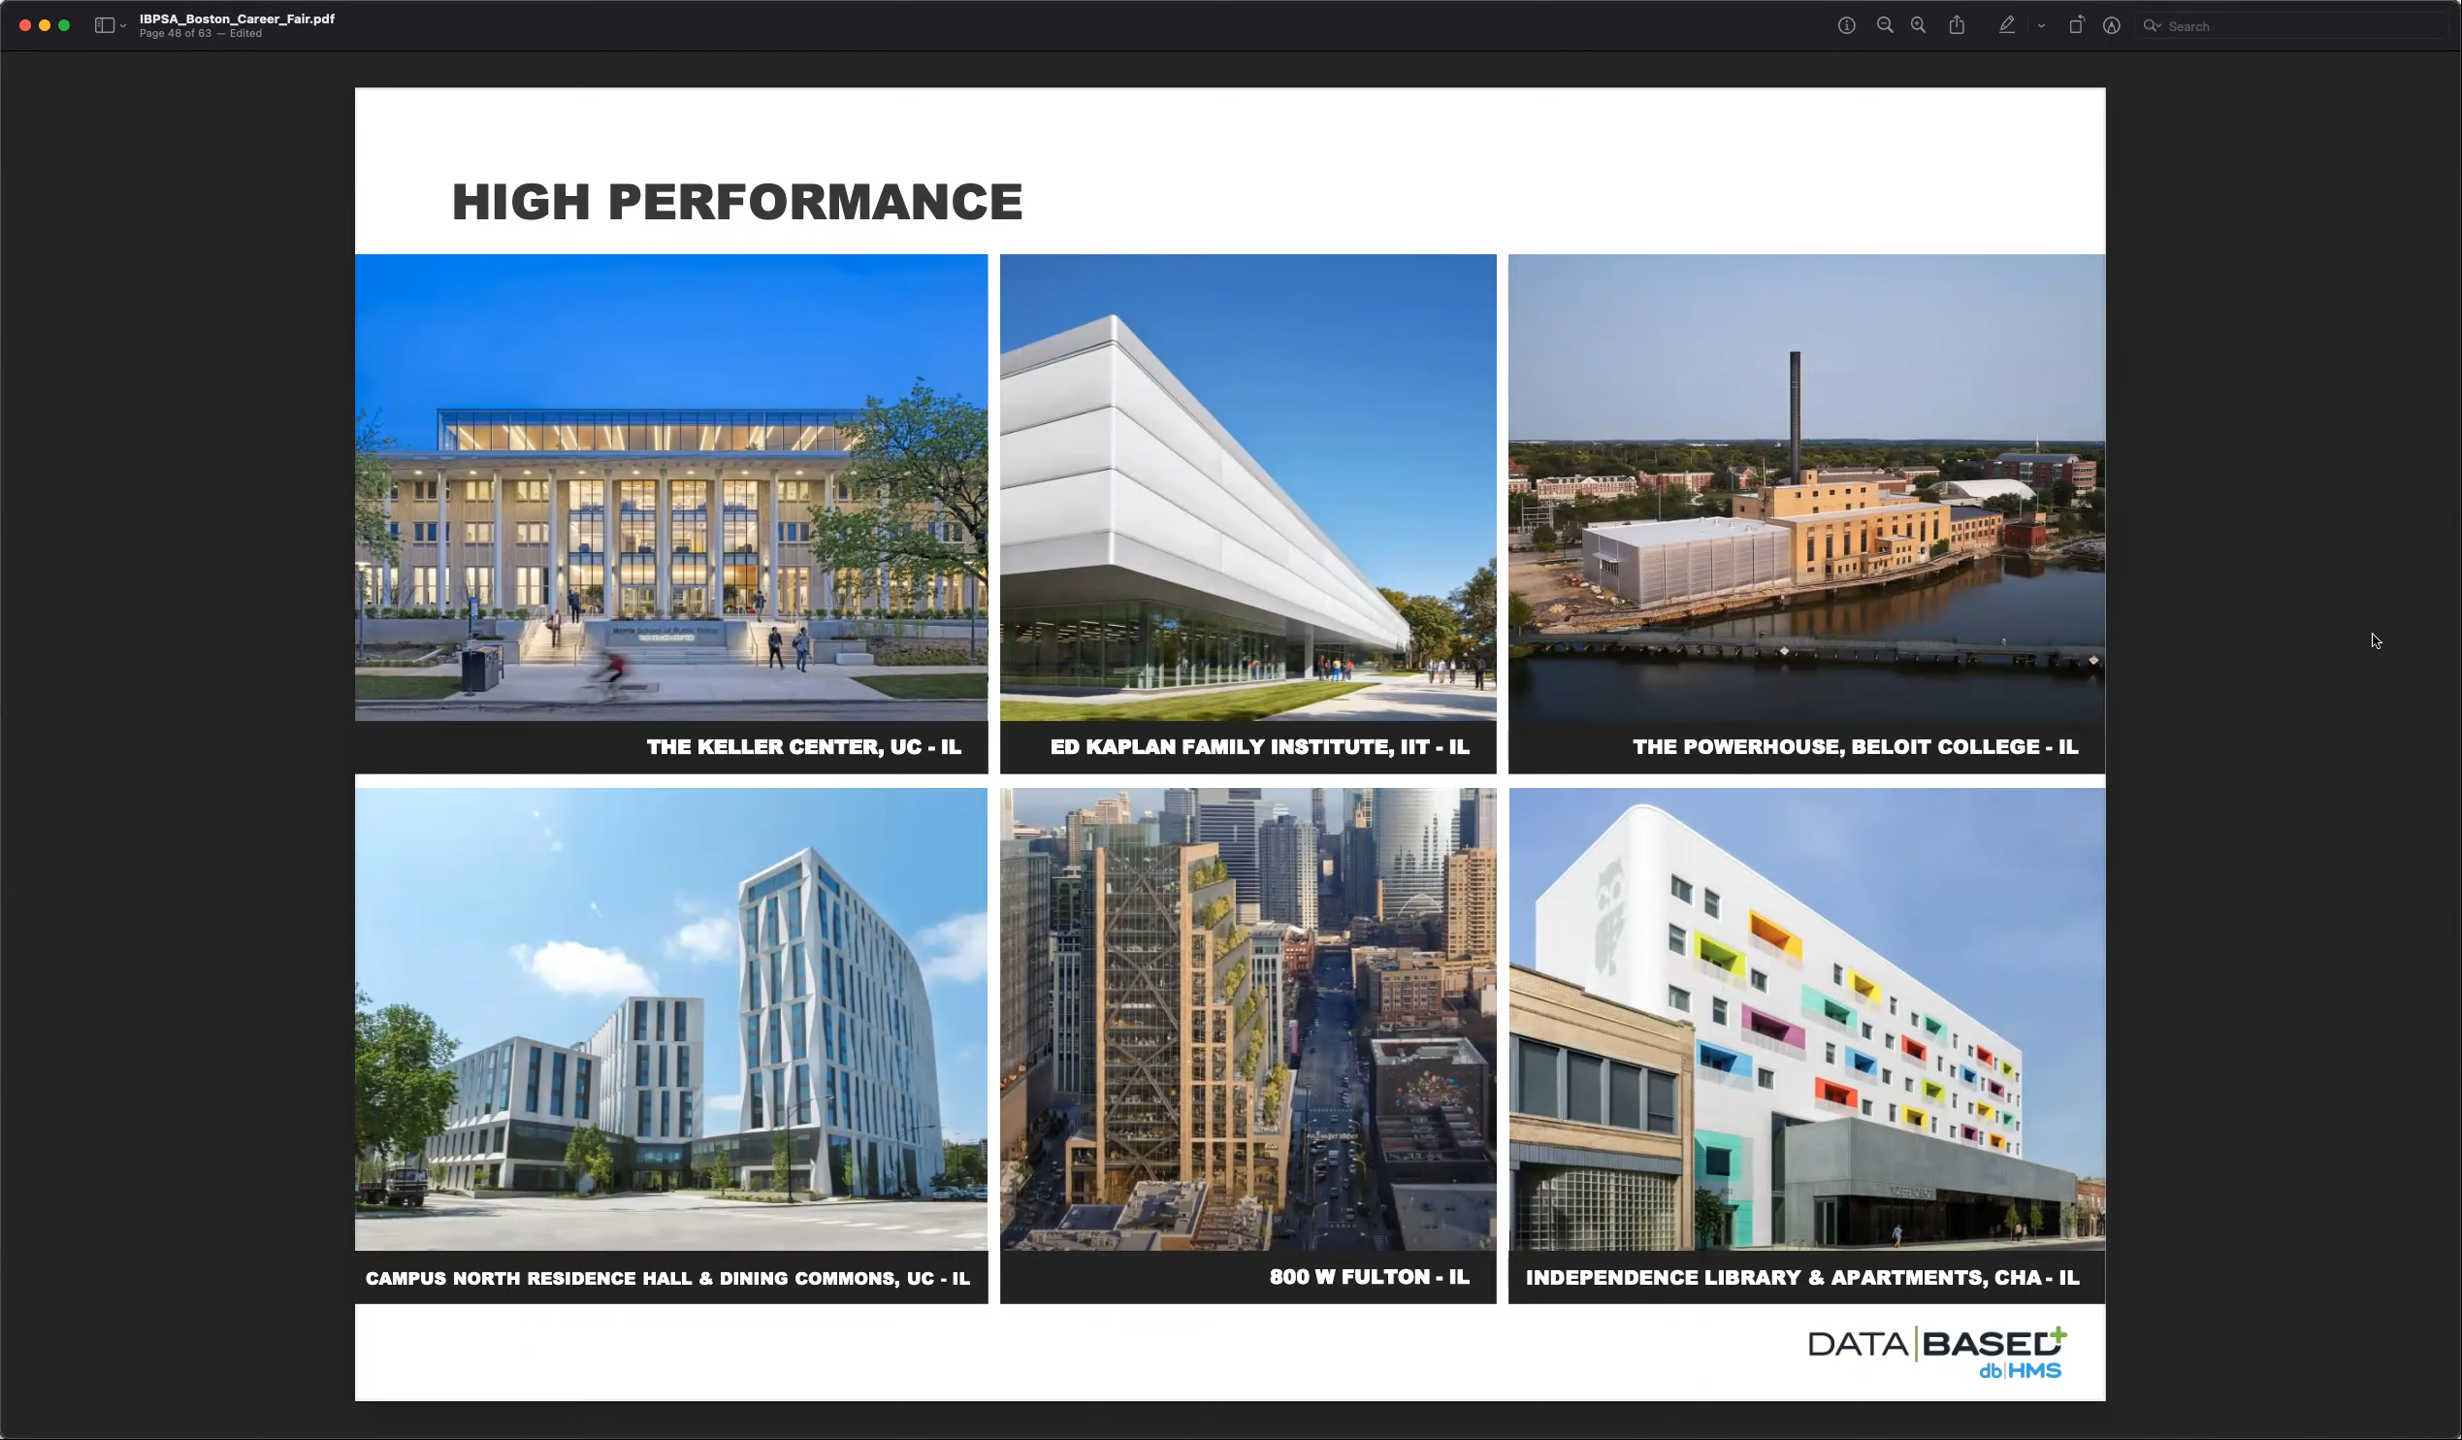 IBPSA_Boston_Career_Fair.pdf
Page 48 of 63 — Edited
Search
HIGH PERFORMANCE
THE KELLER CENTER, UC - IL
ED KAPLAN FAMILY INSTITUTE, IIT - IL
THE POWERHOUSE, BELOIT COLLEGE - IL
CAMPUS NORTH RESIDENCE HALL & DINING COMMONS, UC - IL
800 W FULTON - IL
INDEPENDENCE LIBRARY & APARTMENTS, CHA - IL
DATA|BASED+
db|HMS